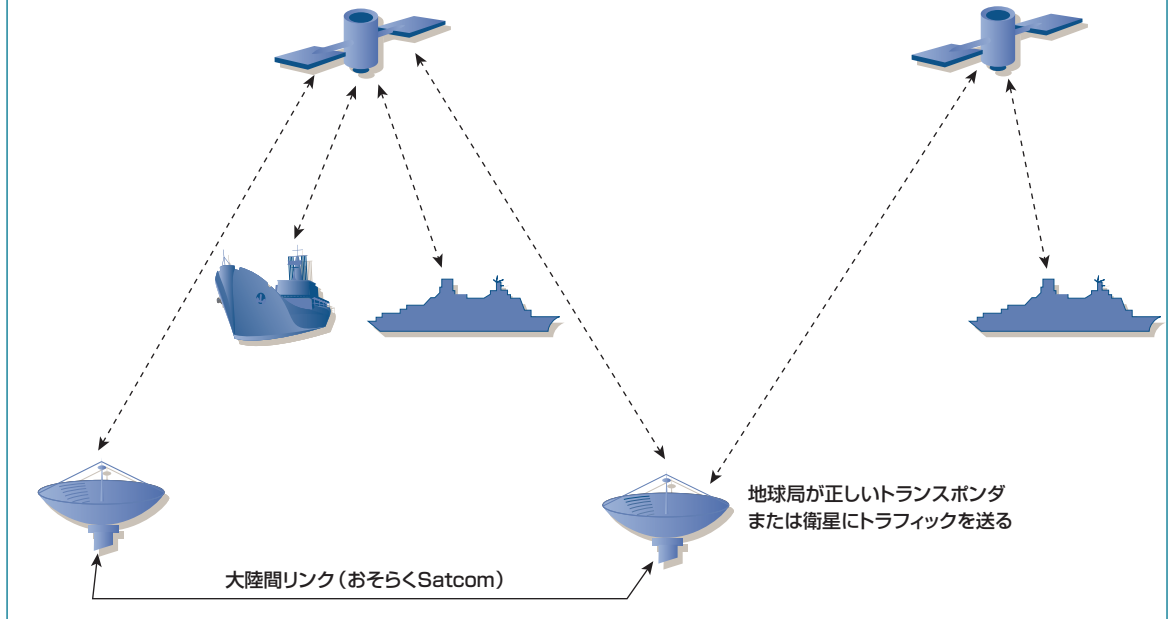 地球局が正しいトランスポンダ
または衛星にトラフィックを送る
大陸間リンク（おそらくSatcom）